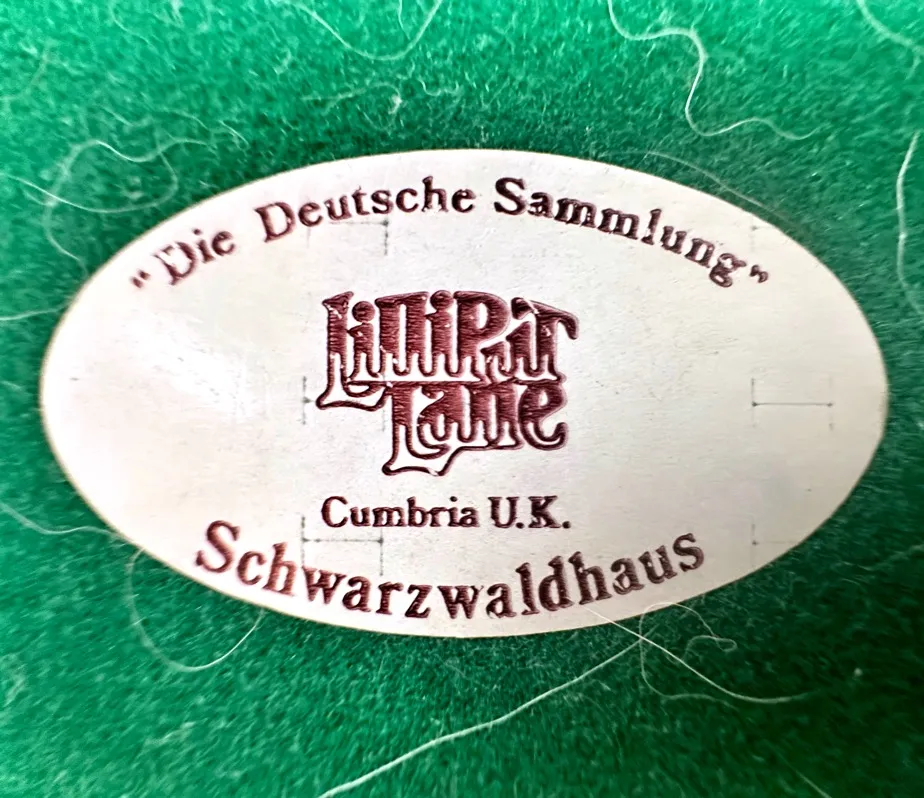 "Die Deutsche Sammlung"
Lilliput
Lane
Cumbria U.K.
Schwarzwaldhaus